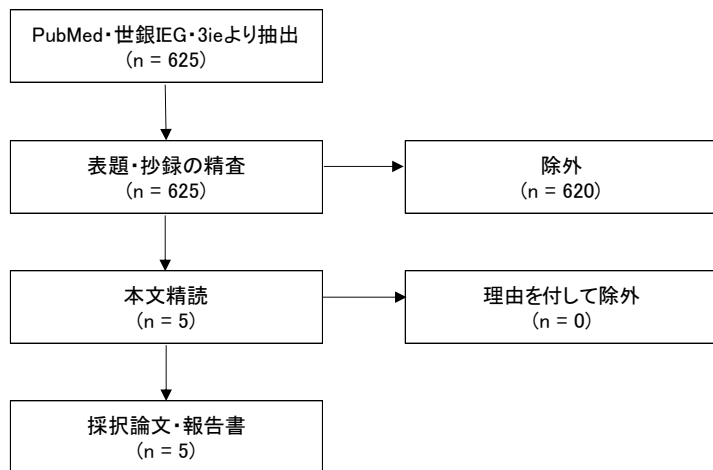 PubMed・世銀IEG・3ieより抽出
(n = 625)
表題・抄録の精査
(n = 625)
除外
(n = 620)
本文精読
(n = 5)
理由を付して除外
(n = 0)
採択論文・報告書
(n = 5)